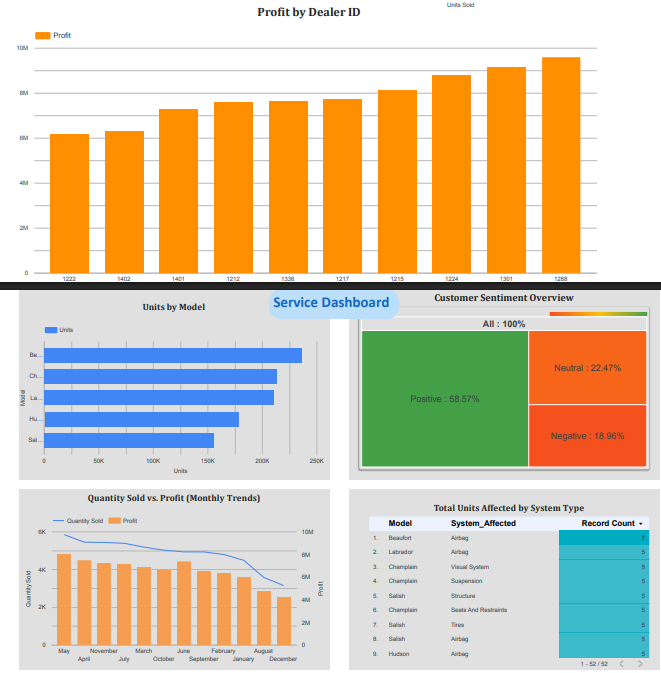 Units Sold
Profit by Dealer ID
Profit
10M
8M
6M
4M
2M
0
1222 1402 1401 1212 1336 1217 1215 1224 1301 1288
Service Dashboard
Units by Model
Units
Be...
Ch...
La...
Hu...
Sal...
Model
0 50K 100K 150K 200K 250K
Units
Customer Sentiment Overview
All : 100%
Positive : 58.57%
Neutral : 22.47%
Negative : 18.96%
Quantity Sold vs. Profit (Monthly Trends)
Quantity Sold Profit
6K 10M
8M
4K 6M
4M
2K
2M
0 0
Quantity Sold
Profit
May November March June February August
April July October September January December
Total Units Affected by System Type
Model System_Affected Record Count
1. Beaufort Airbag 7
2. Labrador Airbag 5
3. Champlain Visual System 5
4. Champlain Suspension 5
5. Salish Structure 5
6. Champlain Seats And Restraints 5
7. Salish Tires 5
8. Salish Airbag 5
9. Hudson Airbag 5
1 - 52 / 52 < >